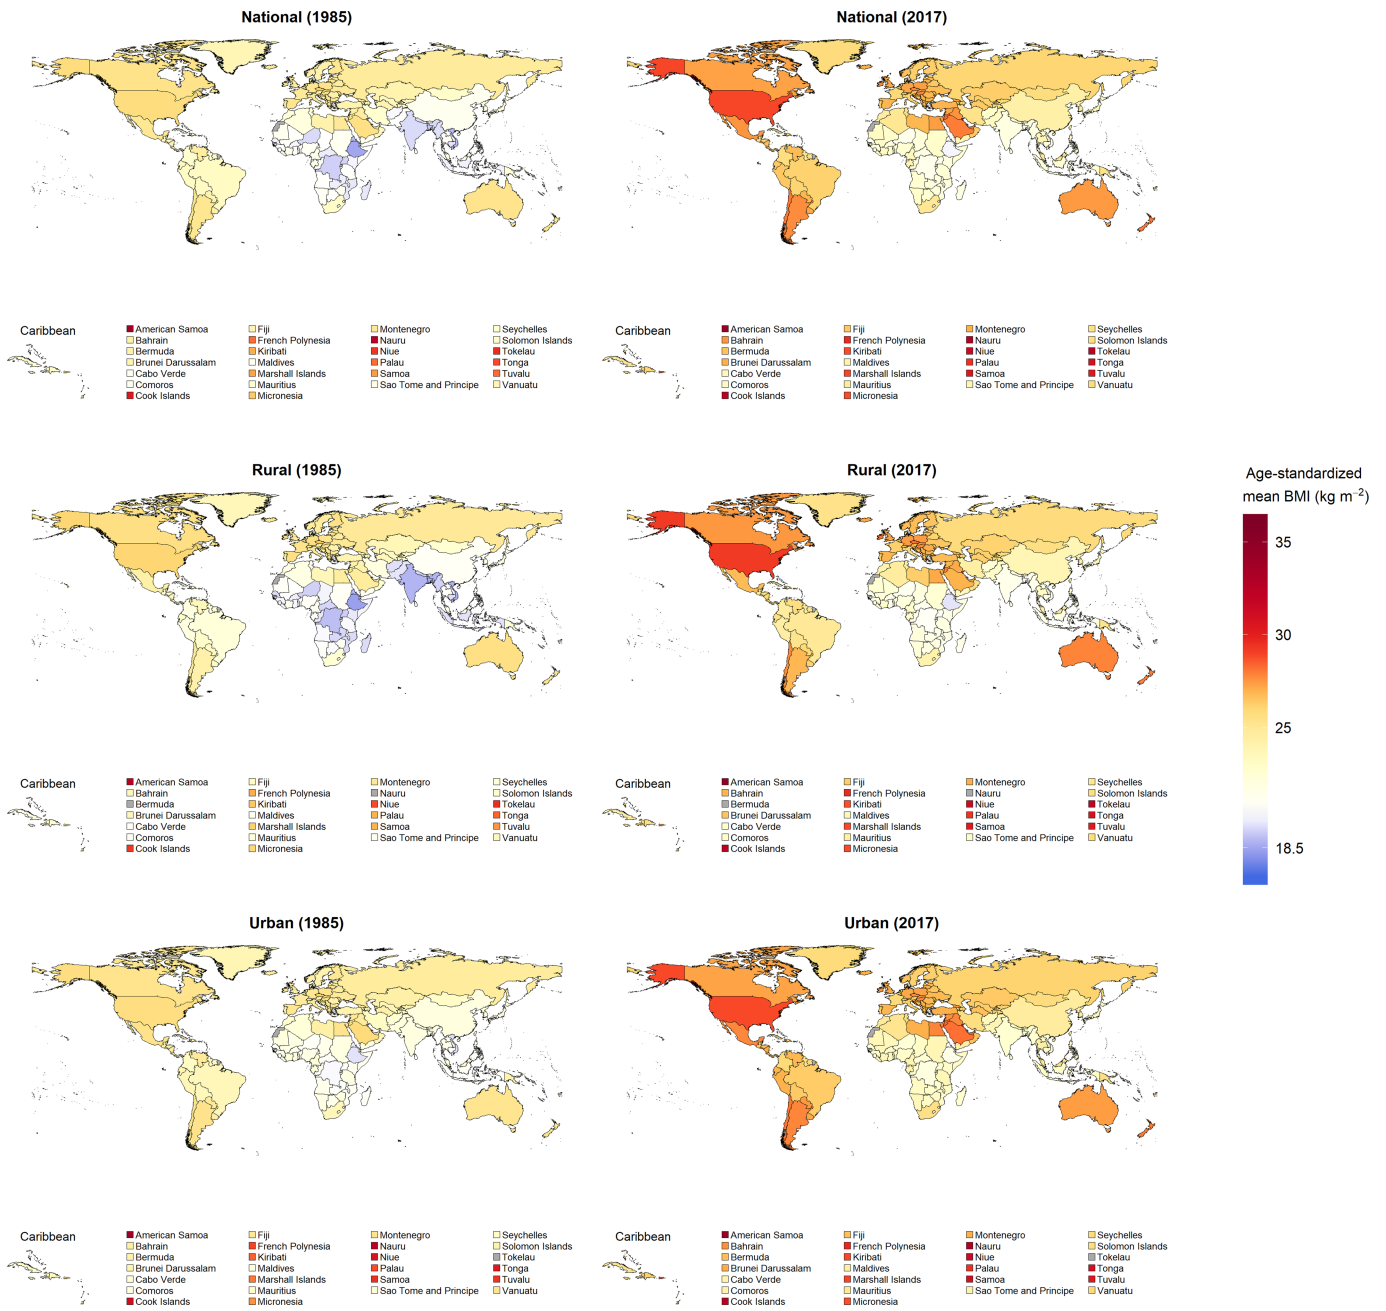 National (1985)
National (2017)
Caribbean
American Samoa
Bahrain
Bermuda
Brunei Darussalam
Cabo Verde
Comoros
Cook Islands
Fiji
French Polynesia
Kiribati
Maldives
Marshall Islands
Mauritius
Micronesia
Montenegro
Nauru
Niue
Palau
Samoa
Sao Tome and Principe
Seychelles
Solomon Islands
Tokelau
Tonga
Tuvalu
Vanuatu
Caribbean
American Samoa
Bahrain
Bermuda
Brunei Darussalam
Cabo Verde
Comoros
Cook Islands
Fiji
French Polynesia
Kiribati
Maldives
Marshall Islands
Mauritius
Micronesia
Montenegro
Nauru
Niue
Palau
Samoa
Sao Tome and Principe
Seychelles
Solomon Islands
Tokelau
Tonga
Tuvalu
Vanuatu
Rural (1985)
Rural (2017)
Caribbean
American Samoa
Bahrain
Bermuda
Brunei Darussalam
Cabo Verde
Comoros
Cook Islands
Fiji
French Polynesia
Kiribati
Maldives
Marshall Islands
Mauritius
Micronesia
Montenegro
Nauru
Niue
Palau
Samoa
Sao Tome and Principe
Seychelles
Solomon Islands
Tokelau
Tonga
Tuvalu
Vanuatu
Caribbean
American Samoa
Bahrain
Bermuda
Brunei Darussalam
Cabo Verde
Comoros
Cook Islands
Fiji
French Polynesia
Kiribati
Maldives
Marshall Islands
Mauritius
Micronesia
Montenegro
Nauru
Niue
Palau
Samoa
Sao Tome and Principe
Seychelles
Solomon Islands
Tokelau
Tonga
Tuvalu
Vanuatu
Age-standardized
mean BMI (kg m⁻²)
35
30
25
18.5
Urban (1985)
Urban (2017)
Caribbean
American Samoa
Bahrain
Bermuda
Brunei Darussalam
Cabo Verde
Comoros
Cook Islands
Fiji
French Polynesia
Kiribati
Maldives
Marshall Islands
Mauritius
Micronesia
Montenegro
Nauru
Niue
Palau
Samoa
Sao Tome and Principe
Seychelles
Solomon Islands
Tokelau
Tonga
Tuvalu
Vanuatu
Caribbean
American Samoa
Bahrain
Bermuda
Brunei Darussalam
Cabo Verde
Comoros
Cook Islands
Fiji
French Polynesia
Kiribati
Maldives
Marshall Islands
Mauritius
Micronesia
Montenegro
Nauru
Niue
Palau
Samoa
Sao Tome and Principe
Seychelles
Solomon Islands
Tokelau
Tonga
Tuvalu
Vanuatu